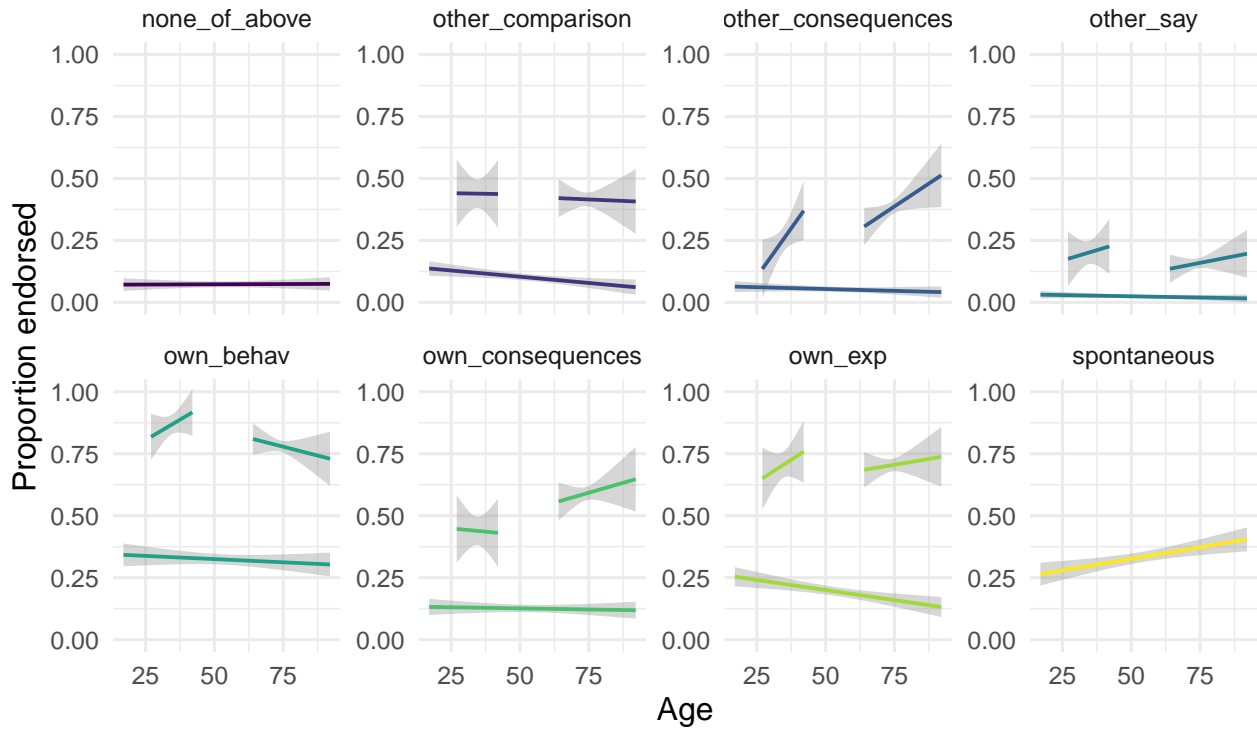 none_of_above other_comparison other_consequences other_say
1.00 1.00 1.00 1.00
0.75 0.75 0.75 0.75
0.50 0.50 0.50 0.50
0.25 0.25 0.25 0.25
0.00 0.00 0.00 0.00
Proportion endorsed
own_behav own_consequences own_exp spontaneous
1.00 1.00 1.00 1.00
0.75 0.75 0.75 0.75
0.50 0.50 0.50 0.50
0.25 0.25 0.25 0.25
0.00 0.00 0.00 0.00
25 50 75 25 50 75 25 50 75 25 50 75
Age